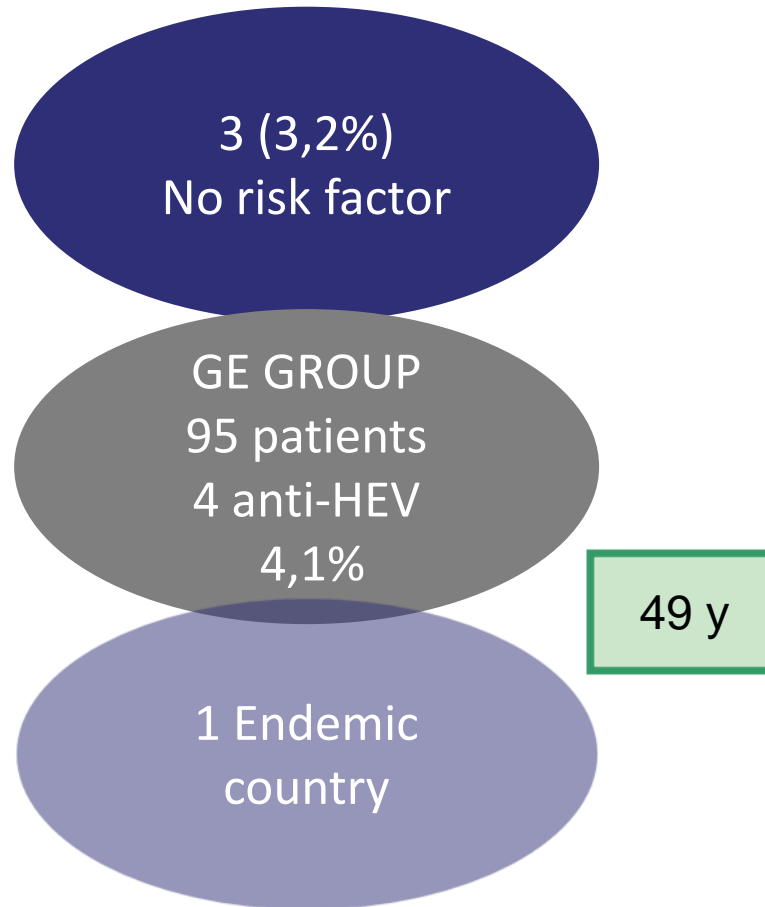 3 (3,2%)
No risk factor
GE GROUP
95 patients
4 anti-HEV
4,1%
49 y
1 Endemic
country